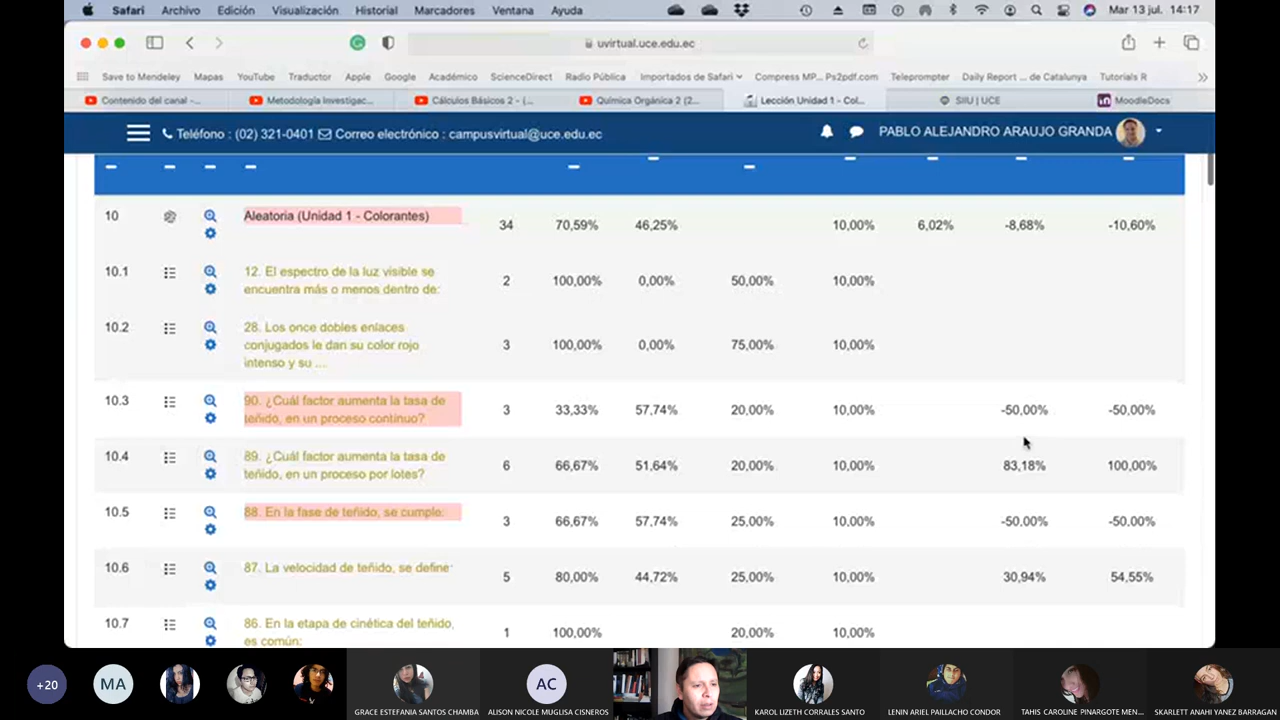 Safari Archivo Edición Visualización Historial Marcadores Ventana Ayuda Mar 13 jul. 14:17
uvirtual.uce.edu.ec
Save to Mendeley Mapas YouTube Traductor Apple Google Académico ScienceDirect Radio Pública Importados de Safari Compress MP... Ps2pdf.com Teleprompter Daily Report ... de Catalunya Tutorials R
Contenido del canal -... Metodología Investigac... Cálculos Básicos 2 - (... Química Orgánica 2 (2... Lección Unidad 1 - Col... SIIU | UCE MoodleDocs
Teléfono : (02) 321-0401 Correo electrónico : campusvirtual@uce.edu.ec PABLO ALEJANDRO ARAUJO GRANDA
10 Aleatoria (Unidad 1 - Colorantes) 34 70,59% 46,25% 10,00% 6,02% -8,68% -10,60%
10.1 12. El espectro de la luz visible se
encuentra más o menos dentro de: 2 100,00% 0,00% 50,00% 10,00%
10.2 28. Los once dobles enlaces
conjugados le dan su color rojo 3 100,00% 0,00% 75,00% 10,00%
intenso y su ...
10.3 90. ¿Cuál factor aumenta la tasa de
teñido, en un proceso continuo? 3 33,33% 57,74% 20,00% 10,00% -50,00% -50,00%
10.4 89. ¿Cuál factor aumenta la tasa de
teñido, en un proceso por lotes? 6 66,67% 51,64% 20,00% 10,00% 83,18% 100,00%
10.5 88. En la fase de teñido, se cumple: 3 66,67% 57,74% 25,00% 10,00% -50,00% -50,00%
10.6 87. La velocidad de teñido, se define: 5 80,00% 44,72% 25,00% 10,00% 30,94% 54,55%
10.7 86. En la etapa de cinética del teñido,
es común: 1 100,00% 20,00% 10,00%
+20 MA AC
GRACE ESTEFANIA SANTOS CHAMBA ALISON NICOLE MUGLISA CISNEROS KAROL LIZETH CORRALES SANTO LENIN ARIEL PAILLACHO CONDOR TAHIS CAROLINE PINARGOTE MEN... SKARLETT ANAHI YANEZ BARRAGAN